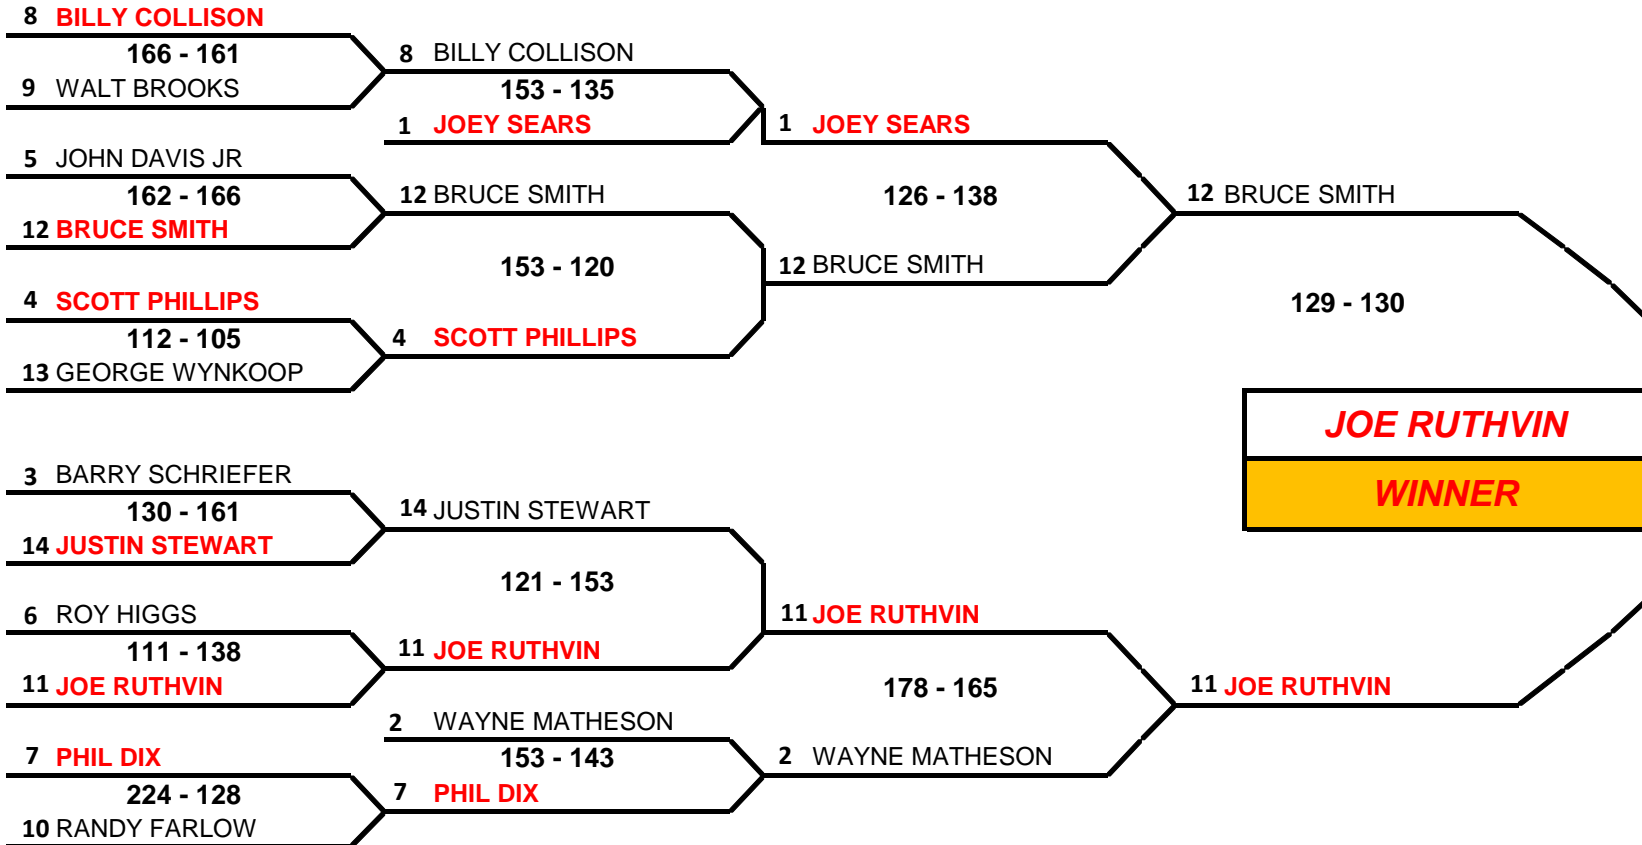 8 BILLY COLLISON
166 - 161
9 WALT BROOKS
5 JOHN DAVIS JR
162 - 166
12 BRUCE SMITH
4 SCOTT PHILLIPS
112 - 105
13 GEORGE WYNKOOP
3 BARRY SCHRIEFER
130 - 161
14 JUSTIN STEWART
6 ROY HIGGS
111 - 138
11 JOE RUTHVIN
7 PHIL DIX
224 - 128
10 RANDY FARLOW
8 BILLY COLLISON
153 - 135
1 JOEY SEARS
12 BRUCE SMITH
153 - 120
4 SCOTT PHILLIPS
14 JUSTIN STEWART
121 - 153
11 JOE RUTHVIN
2 WAYNE MATHESON
153 - 143
7 PHIL DIX
1 JOEY SEARS
126 - 138
12 BRUCE SMITH
11 JOE RUTHVIN
178 - 165
2 WAYNE MATHESON
12 BRUCE SMITH
129 - 130
11 JOE RUTHVIN
JOE RUTHVIN
WINNER